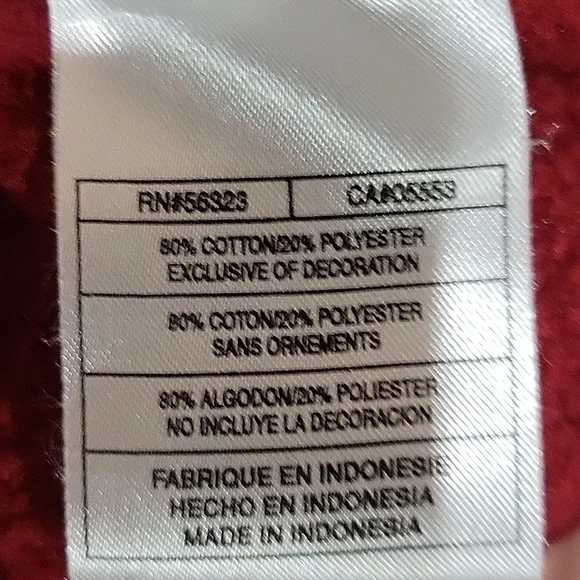 RN#56323 CA#05553
80% COTTON/20% POLYESTER
EXCLUSIVE OF DECORATION
80% COTON/20% POLYESTER
SANS ORNEMENTS
80% ALGODON/20% POLIESTER
NO INCLUYE LA DECORACION
FABRIQUE EN INDONESIE
HECHO EN INDONESIA
MADE IN INDONESIA